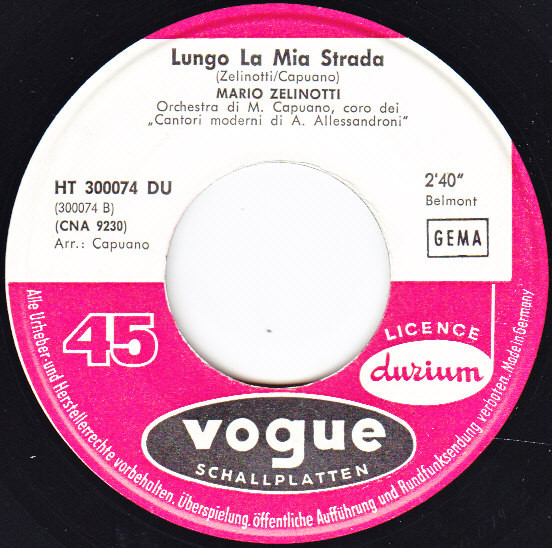 Lungo La Mia Strada
(Zelinotti/Capuano)
MARIO ZELINOTTI
Orchestra di M. Capuano, coro dei
„Cantori moderni di A. Allessandroni"
HT 300074 DU
(300074 B)
(CNA 9230)
Arr.: Capuano
2'40"
Belmont
GEMA
45
LICENCE
durium
vogue
SCHALLPLATTEN
Alle Urheber- und Herstellerrechte vorbehalten. Überspielung, öffentliche Aufführung und Rundfunksendung verboten. Made in Germany